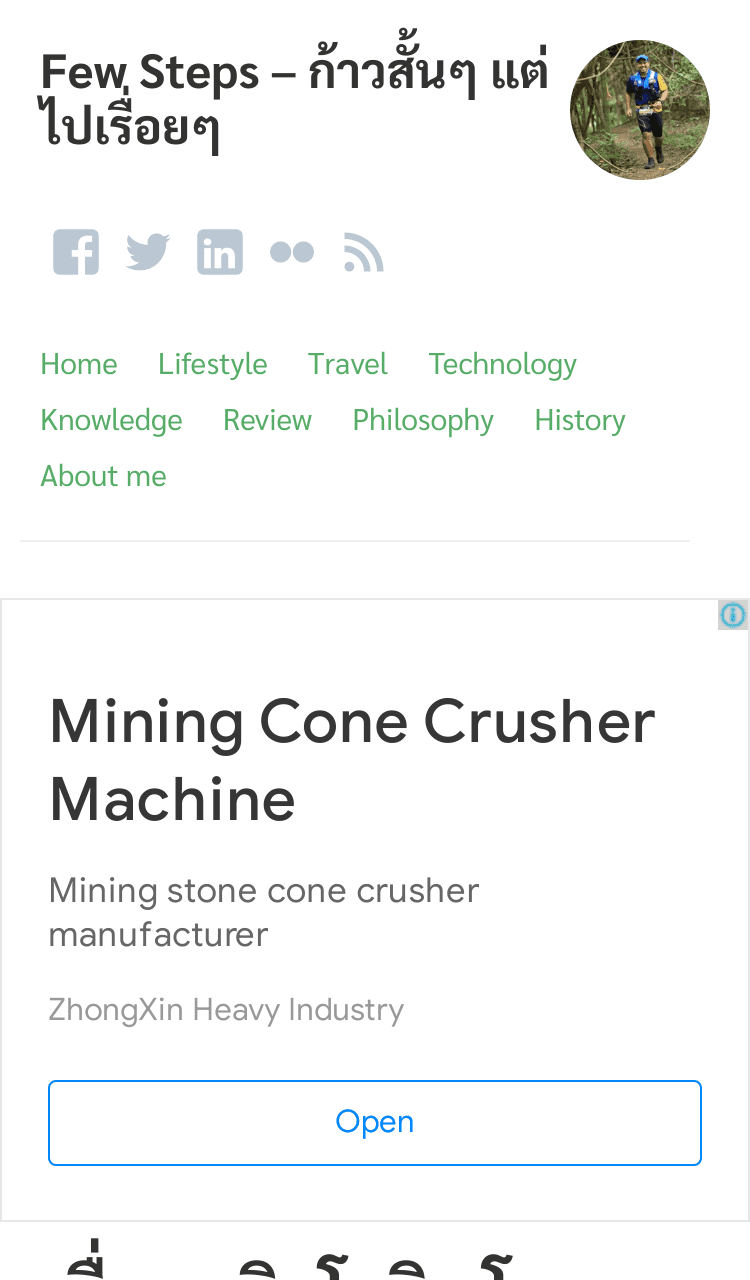 Few Steps – ก้าวสั้นๆ แต่
ไปเรื่อยๆ
Home Lifestyle Travel Technology
Knowledge Review Philosophy History
About me
Mining Cone Crusher
Machine
Mining stone cone crusher
manufacturer
ZhongXin Heavy Industry
Open